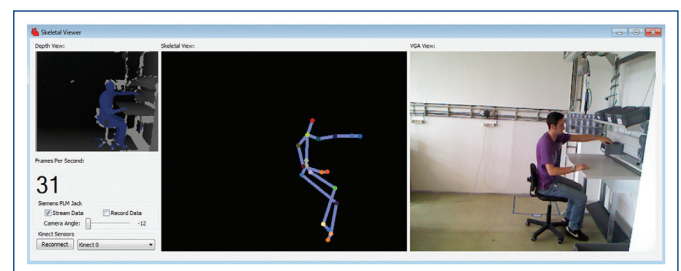 Skeletal Viewer
Depth View:
Skeletal View:
VGA View:
Frames Per Second:
31
Siemens PLM Jack
Stream Data
Record Data
Camera Angle:
-12
Kinect Sensors
Reconnect
Kinect 0